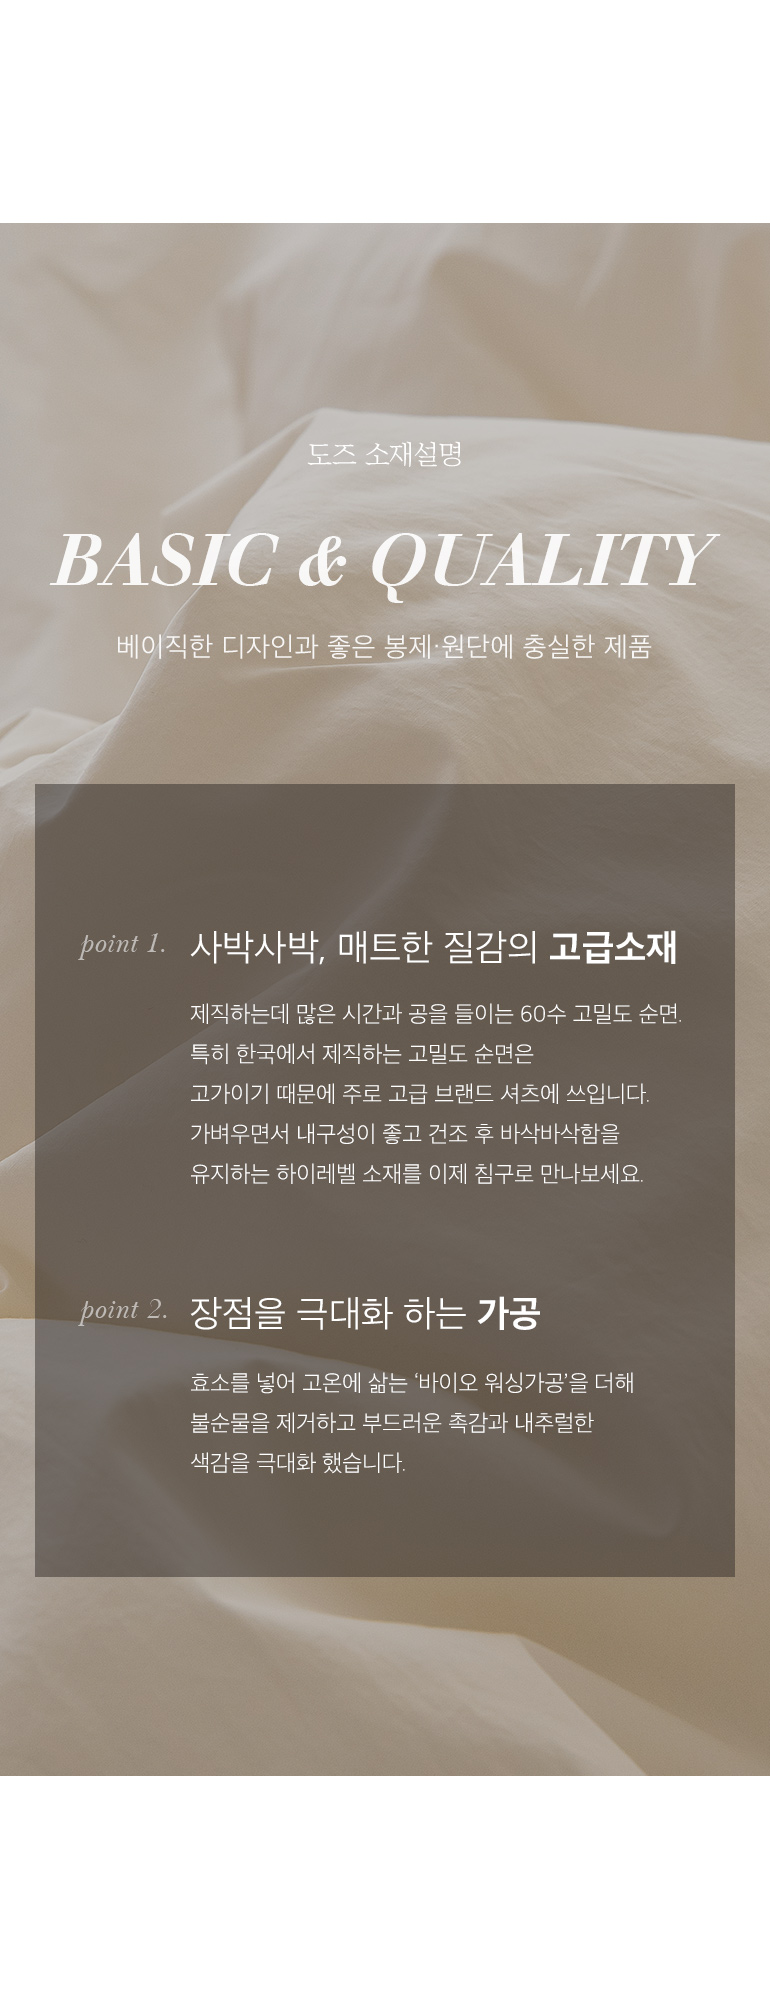 도즈 소재설명
BASIC & QUALITY
베이직한 디자인과 좋은 봉제·원단에 충실한 제품
point 1. 사박사박, 매트한 질감의 고급소재
제직하는데 많은 시간과 공을 들이는 60수 고밀도 순면.
특히 한국에서 제직하는 고밀도 순면은
고가이기 때문에 주로 고급 브랜드 셔츠에 쓰입니다.
가벼우면서 내구성이 좋고 건조 후 바삭바삭함을
유지하는 하이레벨 소재를 이제 침구로 만나보세요.
point 2. 장점을 극대화 하는 가공
효소를 넣어 고온에 삶는 ‘바이오 워싱가공’을 더해
불순물을 제거하고 부드러운 촉감과 내추럴한
색감을 극대화 했습니다.